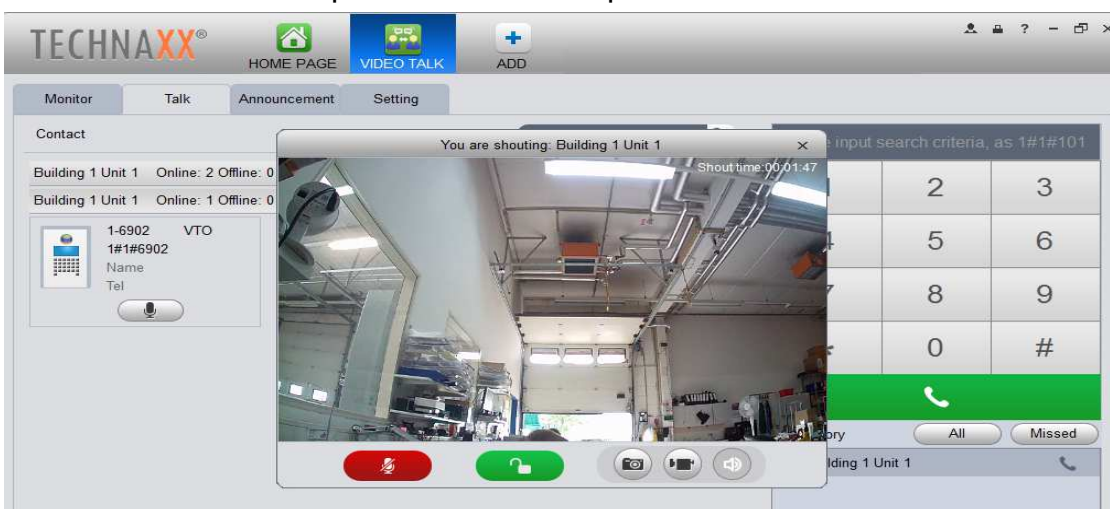 TECHNAXX®
HOME PAGE
VIDEO TALK
ADD
?
Monitor
Talk
Announcement
Setting
Contact
You are shouting: Building 1 Unit 1
input search criteria, as 1#1#101
Shout time:00:01:47
Building 1 Unit 1 Online: 2 Offline: 0
Building 1 Unit 1 Online: 1 Offline: 0
1-6902 VTO
1#1#6902
Name
Tel
2 3
5 6
8 9
0 #
All Missed
Unit 1